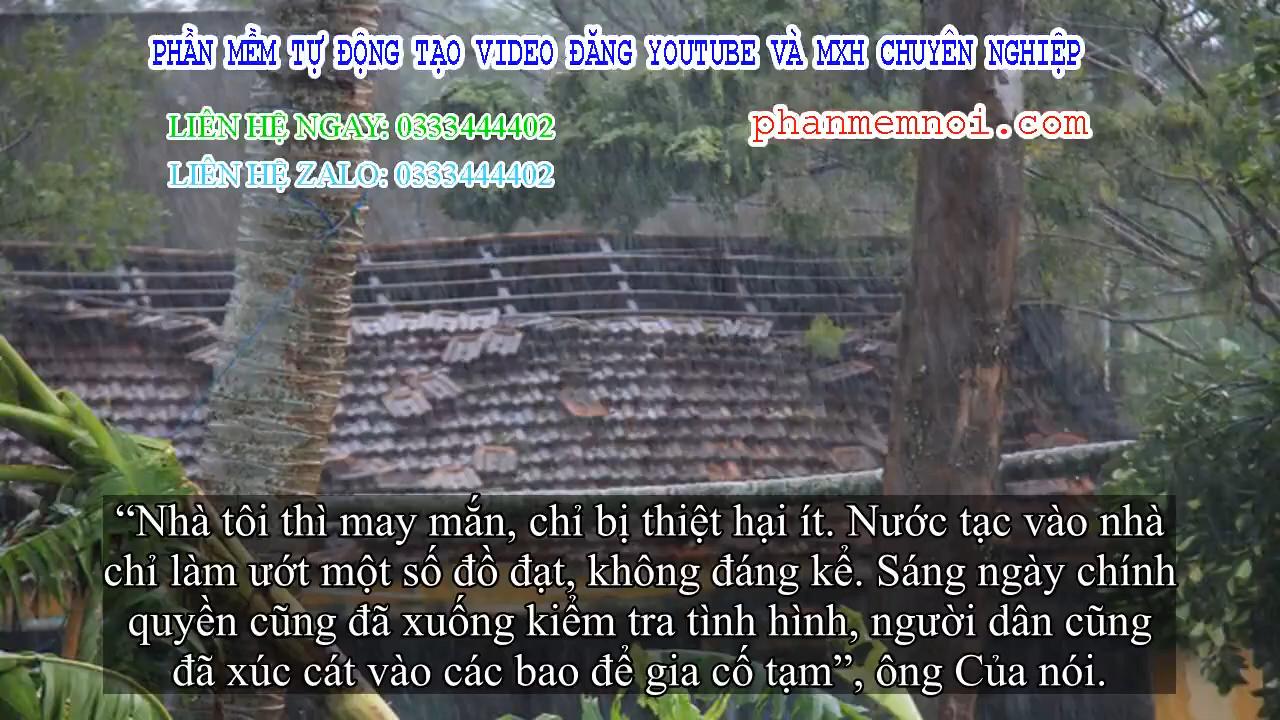 PHẦN MỀM TỰ ĐỘNG TẠO VIDEO ĐĂNG YOUTUBE VÀ MXH CHUYÊN NGHIỆP
LIÊN HỆ NGAY: 0333444402
phanmemnoi.com
LIÊN HỆ ZALO: 0333444402
“Nhà tôi thì may mắn, chỉ bị thiệt hại ít. Nước tạc vào nhà
chỉ làm ướt một số đồ đạt, không đáng kể. Sáng ngày chính
quyền cũng đã xuống kiểm tra tình hình, người dân cũng
đã xúc cát vào các bao để gia cố tạm”, ông Của nói.